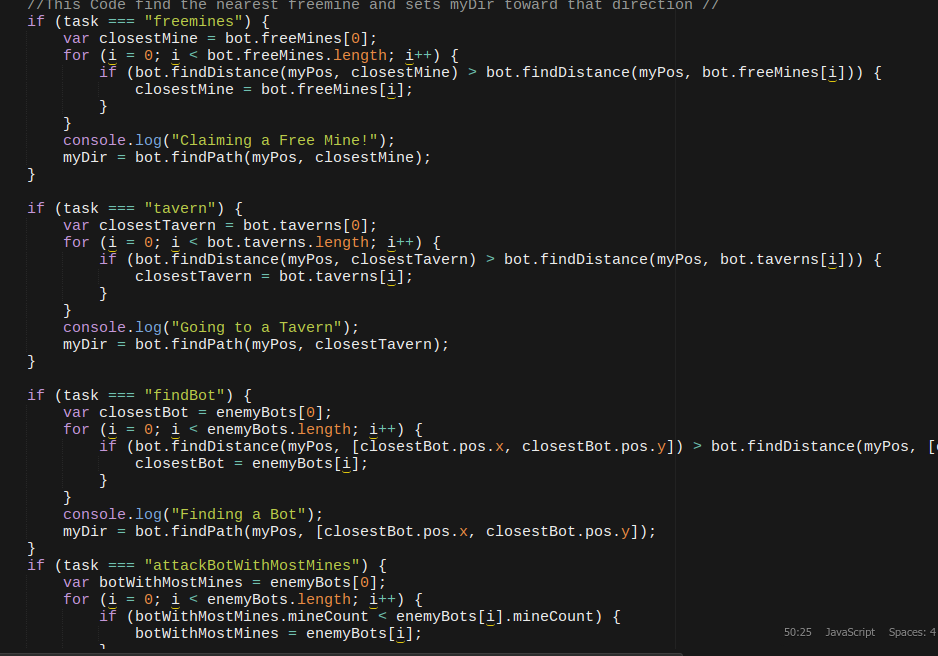 //This Code find the nearest freemine and sets myDir toward that direction //
if (task === "freemines") {
var closestMine = bot.freeMines[0];
for (i = 0; i < bot.freeMines.length; i++) {
if (bot.findDistance(myPos, closestMine) > bot.findDistance(myPos, bot.freeMines[i])) {
closestMine = bot.freeMines[i];
}
}
console.log("Claiming a Free Mine!");
myDir = bot.findPath(myPos, closestMine);
}
if (task === "tavern") {
var closestTavern = bot.taverns[0];
for (i = 0; i < bot.taverns.length; i++) {
if (bot.findDistance(myPos, closestTavern) > bot.findDistance(myPos, bot.taverns[i])) {
closestTavern = bot.taverns[i];
}
}
console.log("Going to a Tavern");
myDir = bot.findPath(myPos, closestTavern);
}
if (task === "findBot") {
var closestBot = enemyBots[0];
for (i = 0; i < enemyBots.length; i++) {
if (bot.findDistance(myPos, [closestBot.pos.x, closestBot.pos.y]) > bot.findDistance(myPos, [
closestBot = enemyBots[i];
}
}
console.log("Finding a Bot");
myDir = bot.findPath(myPos, [closestBot.pos.x, closestBot.pos.y]);
}
if (task === "attackBotWithMostMines") {
var botWithMostMines = enemyBots[0];
for (i = 0; i < enemyBots.length; i++) {
if (botWithMostMines.mineCount < enemyBots[i].mineCount) {
botWithMostMines = enemyBots[i];
}
50:25 JavaScript Spaces: 4